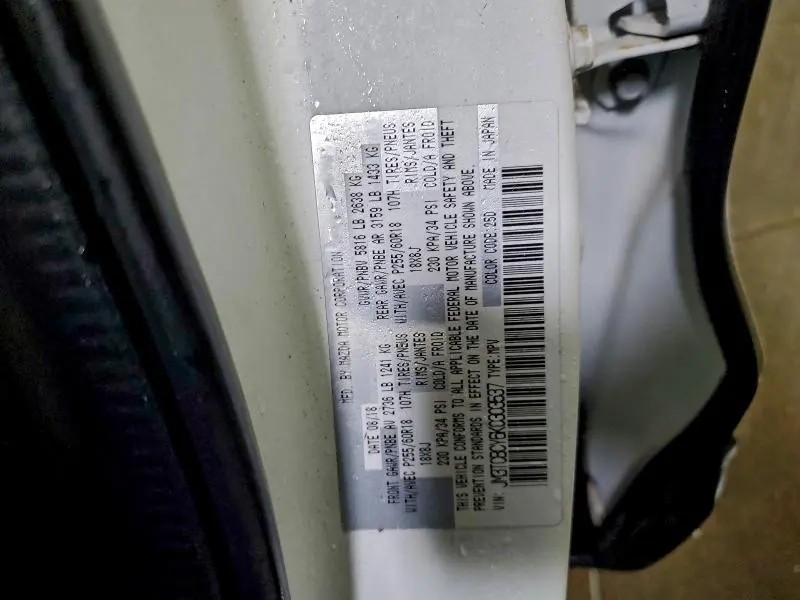 MFD. BY MAZDA MOTOR CORPORATION
DATE 06/18 GVWR/PNBV 5816 LB 2638 KG
FRONT GAWR/PNBE AV 2736 LB 1241 KG REAR GAWR/PNBE AR 3159 LB 1433 KG
WITH/AVEC P255/60R18 107H TIRES/PNEUS WITH/AVEC P255/60R18 107H TIRES/PNEUS
18X8J RIMS/JANTES 18X8J RIMS/JANTES
230 KPA/34 PSI COLD/A FROID 230 KPA/34 PSI COLD/A FROID
THIS VEHICLE CONFORMS TO ALL APPLICABLE FEDERAL MOTOR VEHICLE SAFETY AND THEFT
PREVENTION STANDARDS IN EFFECT ON THE DATE OF MANUFACTURE SHOWN ABOVE.
VIN: TYPE:MPV COLOR CODE:25D MADE IN JAPAN